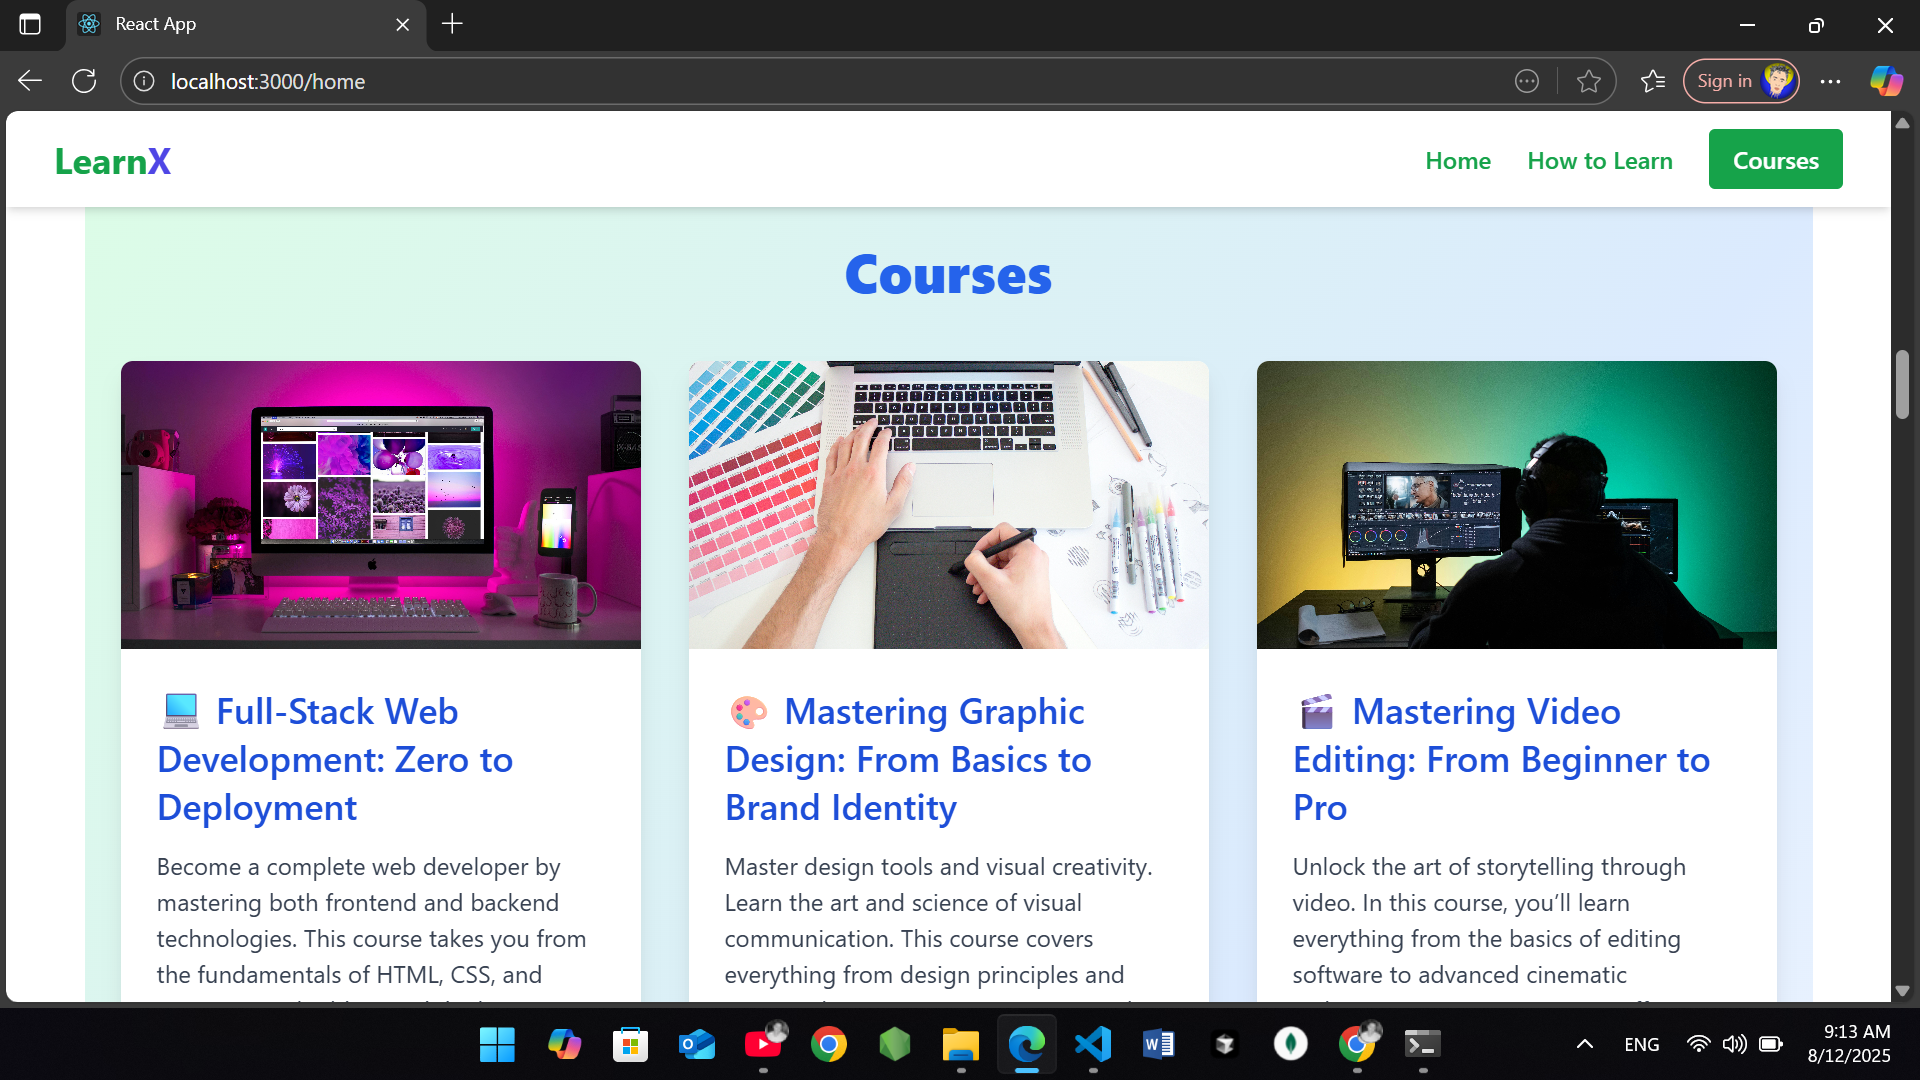 React App
localhost:3000/home
Sign in
LearnX
Home
How to Learn
Courses
Courses
💻 Full-Stack Web
Development: Zero to
Deployment
Become a complete web developer by
mastering both frontend and backend
technologies. This course takes you from
the fundamentals of HTML, CSS, and
🎨 Mastering Graphic
Design: From Basics to
Brand Identity
Master design tools and visual creativity.
Learn the art and science of visual
communication. This course covers
everything from design principles and
🎬 Mastering Video
Editing: From Beginner to
Pro
Unlock the art of storytelling through
video. In this course, you’ll learn
everything from the basics of editing
software to advanced cinematic
ENG
9:13 AM
8/12/2025